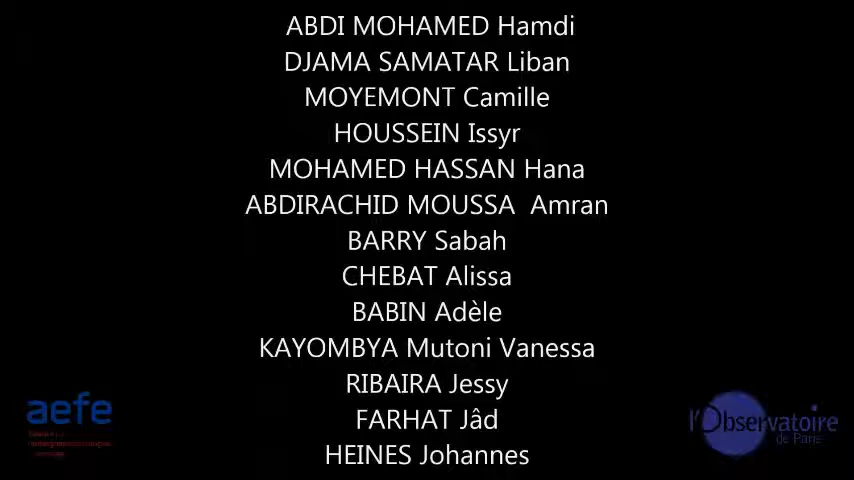 ABDI MOHAMED Hamdi
DJAMA SAMATAR Liban
MOYEMONT Camille
HOUSSEIN Issyr
MOHAMED HASSAN Hana
ABDIRACHID MOUSSA  Amran
BARRY Sabah
CHEBAT Alissa
BABIN Adèle
KAYOMBYA Mutoni Vanessa
RIBAIRA Jessy
FARHAT Jâd
HEINES Johannes
aefe
l'Observatoire
de Paris